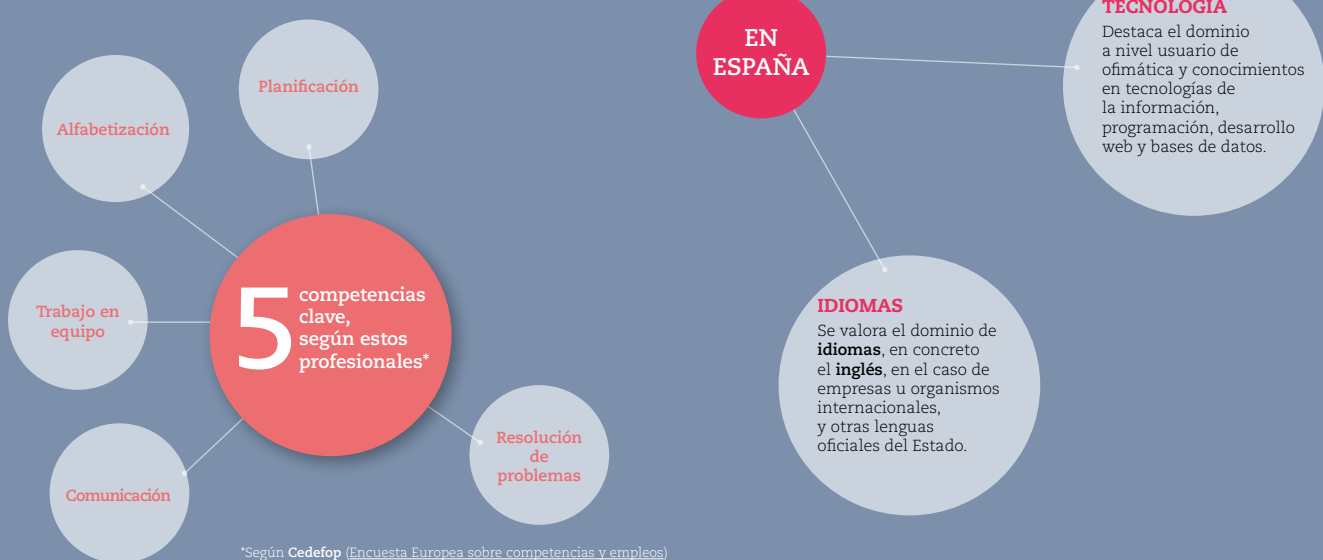 Planificación
Alfabetización
Trabajo en
equipo
5
competencias
clave,
según estos
profesionales*
Comunicación
Resolución
de
problemas
*Según Cedefop (Encuesta Europea sobre competencias y empleos)
EN
ESPAÑA
TECNOLOGÍA
Destaca el dominio
a nivel usuario de
ofimática y conocimientos
en tecnologías de
la información,
programación, desarrollo
web y bases de datos.
IDIOMAS
Se valora el dominio de
idiomas, en concreto
el inglés, en el caso de
empresas u organismos
internacionales,
y otras lenguas
oficiales del Estado.